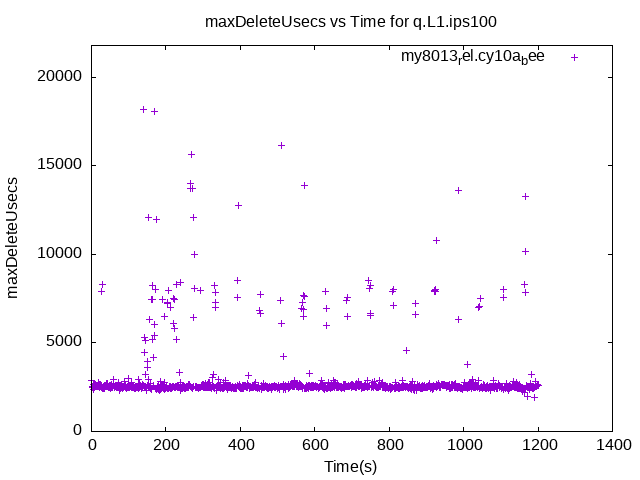 maxDeleteUsecs vs Time for q.L1.ips100
my8013rel.cy10abee
maxDeleteUsecs
20000
15000
10000
5000
0
0 200 400 600 800 1000 1200 1400
Time(s)